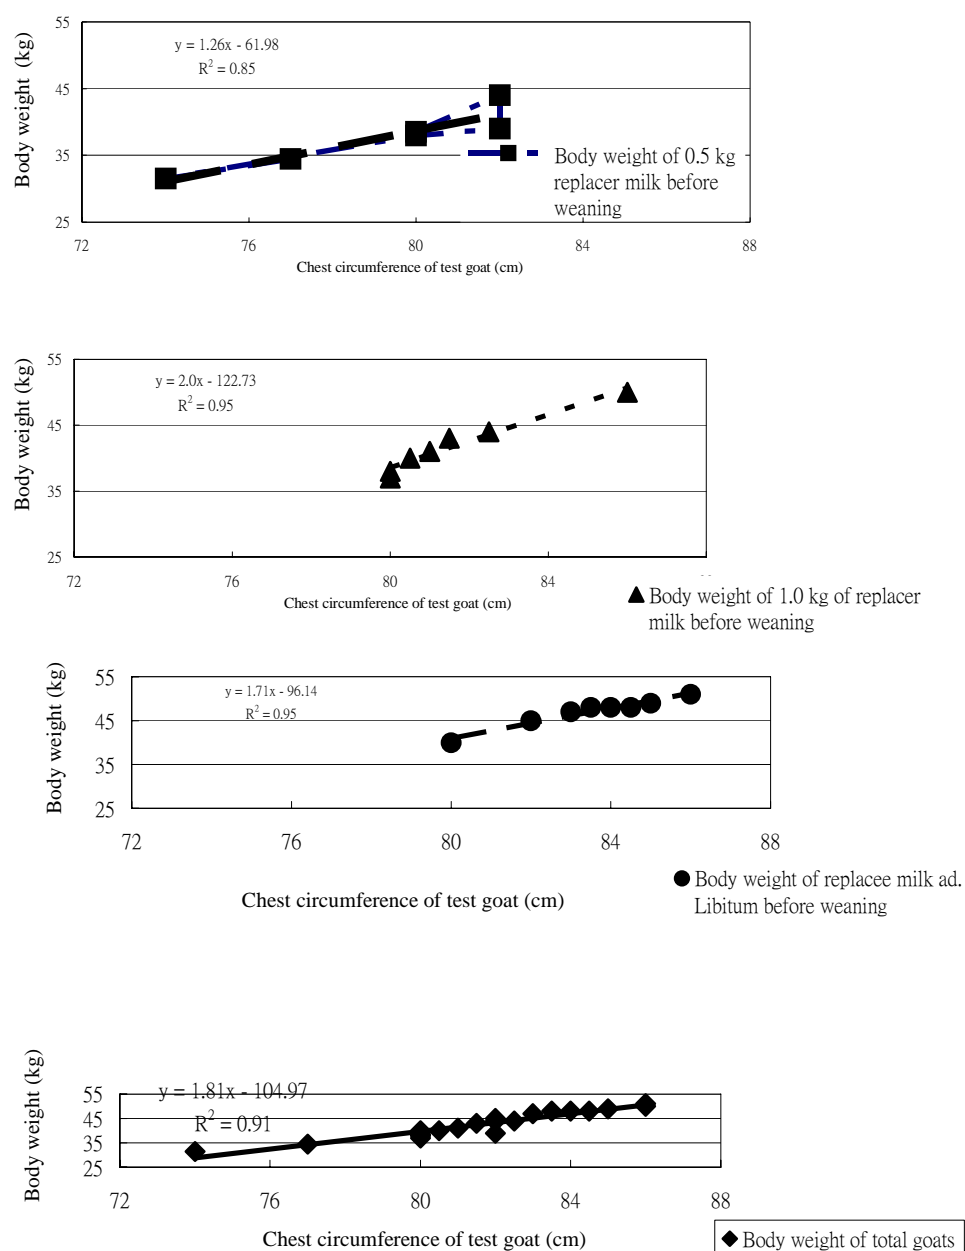 55
y = 1.26x - 61.98
R² = 0.85
45
Body weight (kg)
35
Body weight of 0.5 kg
replacer milk before
weaning
25
72 76 80 84 88
Chest circumference of test goat (cm)
55
y = 2.0x - 122.73
R² = 0.95
45
Body weight (kg)
35
25
72 76 80 84
Chest circumference of test goat (cm)
Body weight of 1.0 kg of replacer
milk before weaning
55
y = 1.71x - 96.14
R² = 0.95
45
Body weight (kg)
35
25
72 76 80 84 88
Chest circumference of test goat (cm)
Body weight of replacee milk ad.
Libitum before weaning
y = 1.81x - 104.97
R² = 0.91
55
45
35
25
Body weight (kg)
72 76 80 84 88
Chest circumference of test goat (cm)
Body weight of total goats